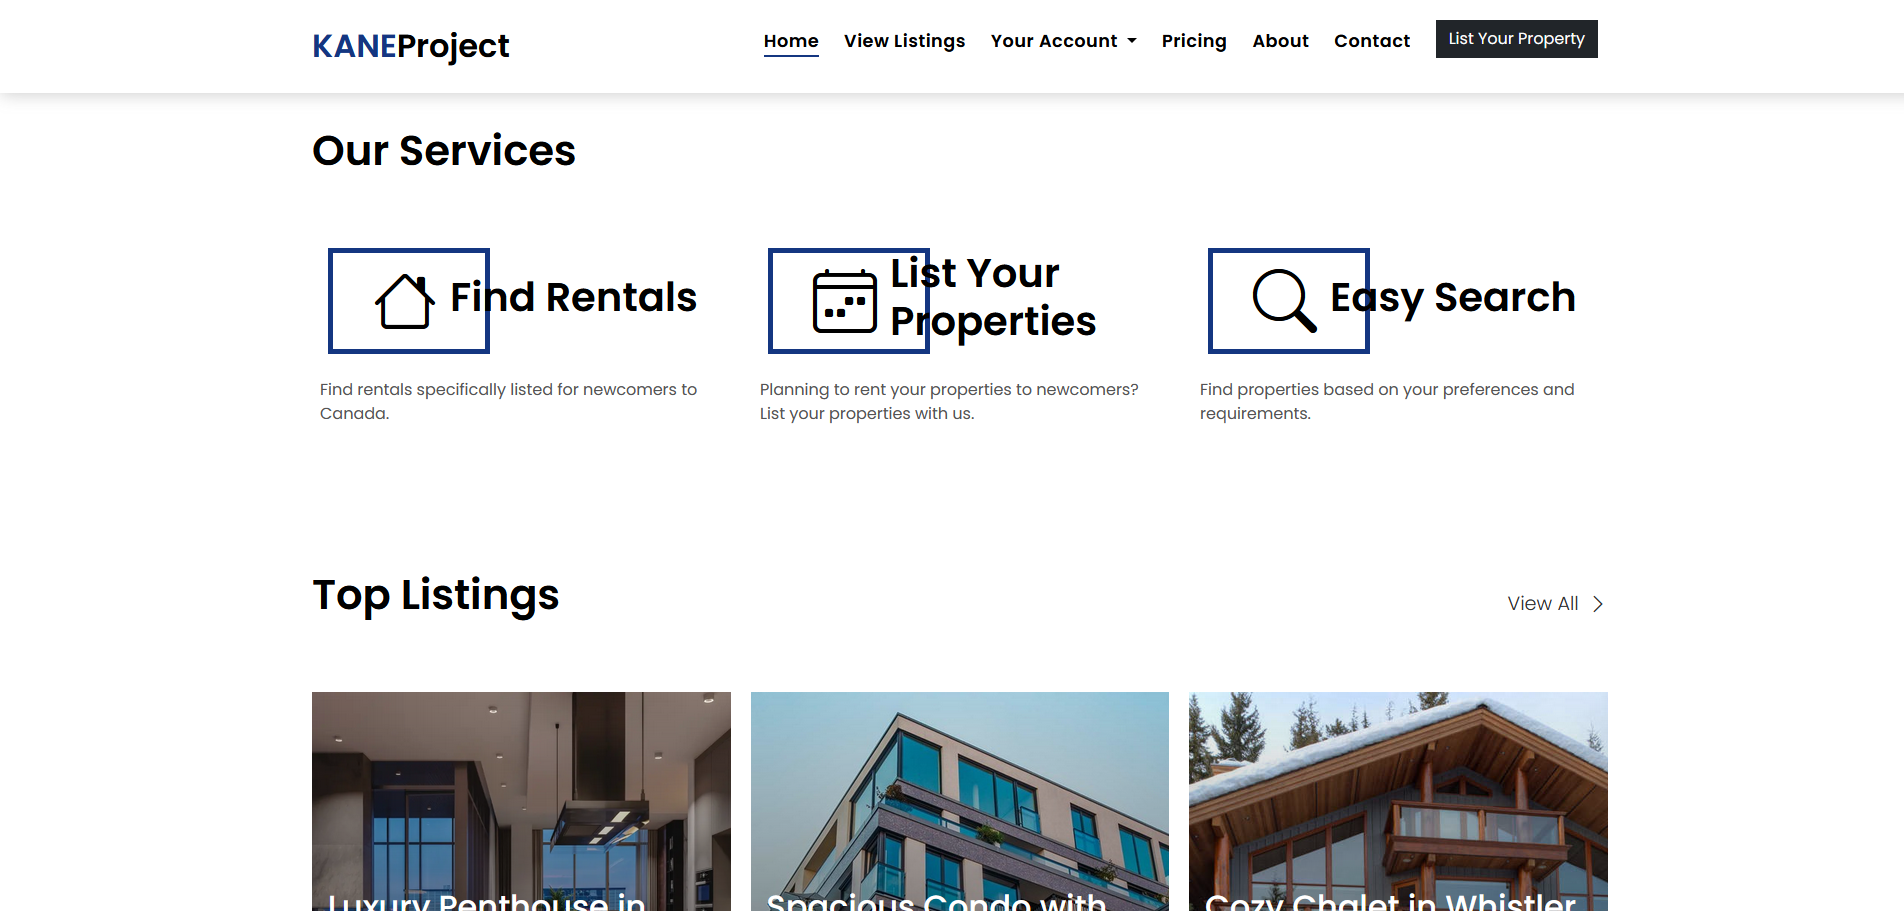 KANEProject
Home View Listings Your Account Pricing About Contact List Your Property
Our Services
Find Rentals
Find rentals specifically listed for newcomers to
Canada.
List Your
Properties
Planning to rent your properties to newcomers?
List your properties with us.
Easy Search
Find properties based on your preferences and
requirements.
Top Listings
View All
Luxury Penthouse in
Spacious Condo with
Cozy Chalet in Whistler